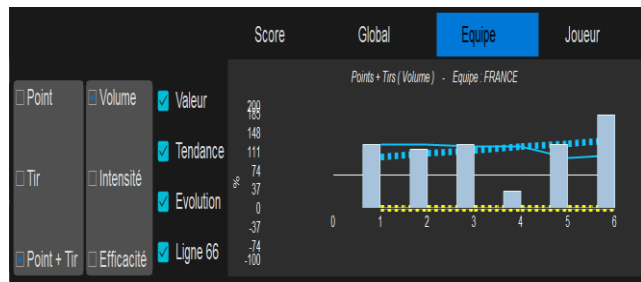 Score Global Equipe Joueur
Points + Tirs ( Volume ) - Equipe : FRANCE
Point Volume Valeur
Tendance
Tir Intensité
Evolution
Point + Tir Efficacité Ligne 66
%
200
185
148
111
74
37
0
-37
-74
-100
0 1 2 3 4 5 6